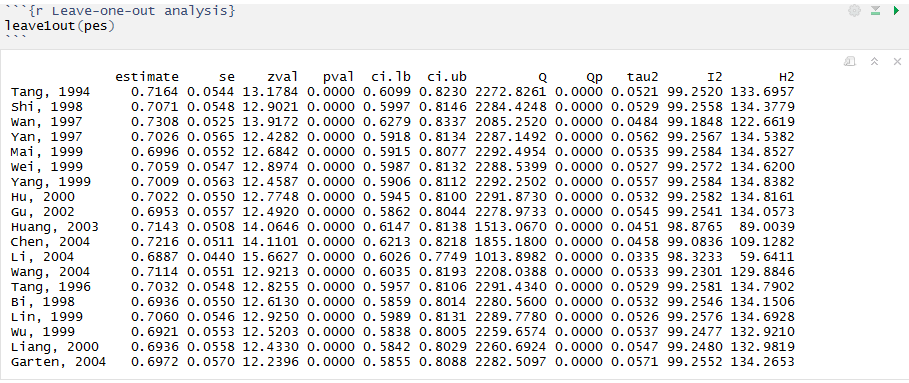 ```{r Leave-one-out analysis}
leave1out(pes)
```
estimate se zval pval ci.lb ci.ub Q Qp tau2 I2 H2
Tang, 1994 0.7164 0.0544 13.1784 0.0000 0.6099 0.8230 2272.8261 0.0000 0.0521 99.2520 133.6957
Shi, 1998 0.7071 0.0548 12.9021 0.0000 0.5997 0.8146 2284.4248 0.0000 0.0529 99.2558 134.3779
Wan, 1997 0.7308 0.0525 13.9172 0.0000 0.6279 0.8337 2085.2520 0.0000 0.0484 99.1848 122.6619
Yan, 1997 0.7026 0.0565 12.4282 0.0000 0.5918 0.8134 2287.1492 0.0000 0.0562 99.2567 134.5382
Mai, 1999 0.6996 0.0552 12.6842 0.0000 0.5915 0.8077 2292.4954 0.0000 0.0535 99.2584 134.8527
Wei, 1999 0.7059 0.0547 12.8974 0.0000 0.5987 0.8132 2288.5399 0.0000 0.0527 99.2572 134.6200
Yang, 1999 0.7009 0.0563 12.4587 0.0000 0.5906 0.8112 2292.2502 0.0000 0.0557 99.2584 134.8382
Hu, 2000 0.7022 0.0550 12.7748 0.0000 0.5945 0.8100 2291.8730 0.0000 0.0532 99.2582 134.8161
Gu, 2002 0.6953 0.0557 12.4920 0.0000 0.5862 0.8044 2278.9733 0.0000 0.0545 99.2541 134.0573
Huang, 2003 0.7143 0.0508 14.0646 0.0000 0.6147 0.8138 1513.0670 0.0000 0.0451 98.8765 89.0039
Chen, 2004 0.7216 0.0511 14.1101 0.0000 0.6213 0.8218 1855.1800 0.0000 0.0458 99.0836 109.1282
Li, 2004 0.6887 0.0440 15.6627 0.0000 0.6026 0.7749 1013.8982 0.0000 0.0335 98.3233 59.6411
Wang, 2004 0.7114 0.0551 12.9213 0.0000 0.6035 0.8193 2208.0388 0.0000 0.0533 99.2301 129.8846
Tang, 1996 0.7032 0.0548 12.8255 0.0000 0.5957 0.8106 2291.4340 0.0000 0.0529 99.2581 134.7902
Bi, 1998 0.6936 0.0550 12.6130 0.0000 0.5859 0.8014 2280.5600 0.0000 0.0532 99.2546 134.1506
Lin, 1999 0.7060 0.0546 12.9250 0.0000 0.5989 0.8131 2289.7780 0.0000 0.0526 99.2576 134.6928
Wu, 1999 0.6921 0.0553 12.5203 0.0000 0.5838 0.8005 2259.6574 0.0000 0.0537 99.2477 132.9210
Liang, 2000 0.6936 0.0558 12.4330 0.0000 0.5842 0.8029 2260.6924 0.0000 0.0547 99.2480 132.9819
Garten, 2004 0.6972 0.0570 12.2396 0.0000 0.5855 0.8088 2282.5097 0.0000 0.0571 99.2552 134.2653